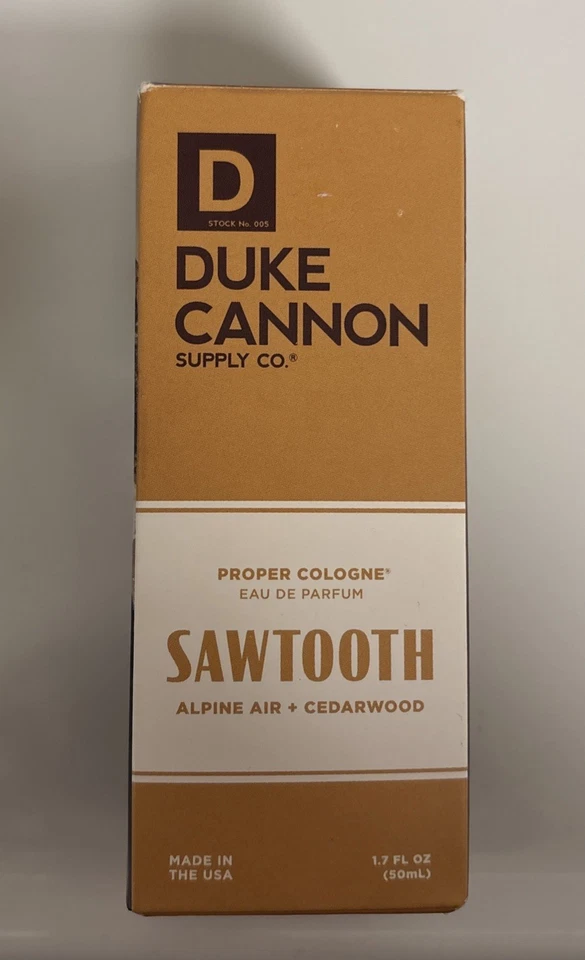 D
STOCK No. 005
DUKE
CANNON
SUPPLY CO.®
PROPER COLOGNE®
EAU DE PARFUM
SAWTOOTH
ALPINE AIR + CEDARWOOD
MADE IN
THE USA
1.7 FL OZ
(50mL)